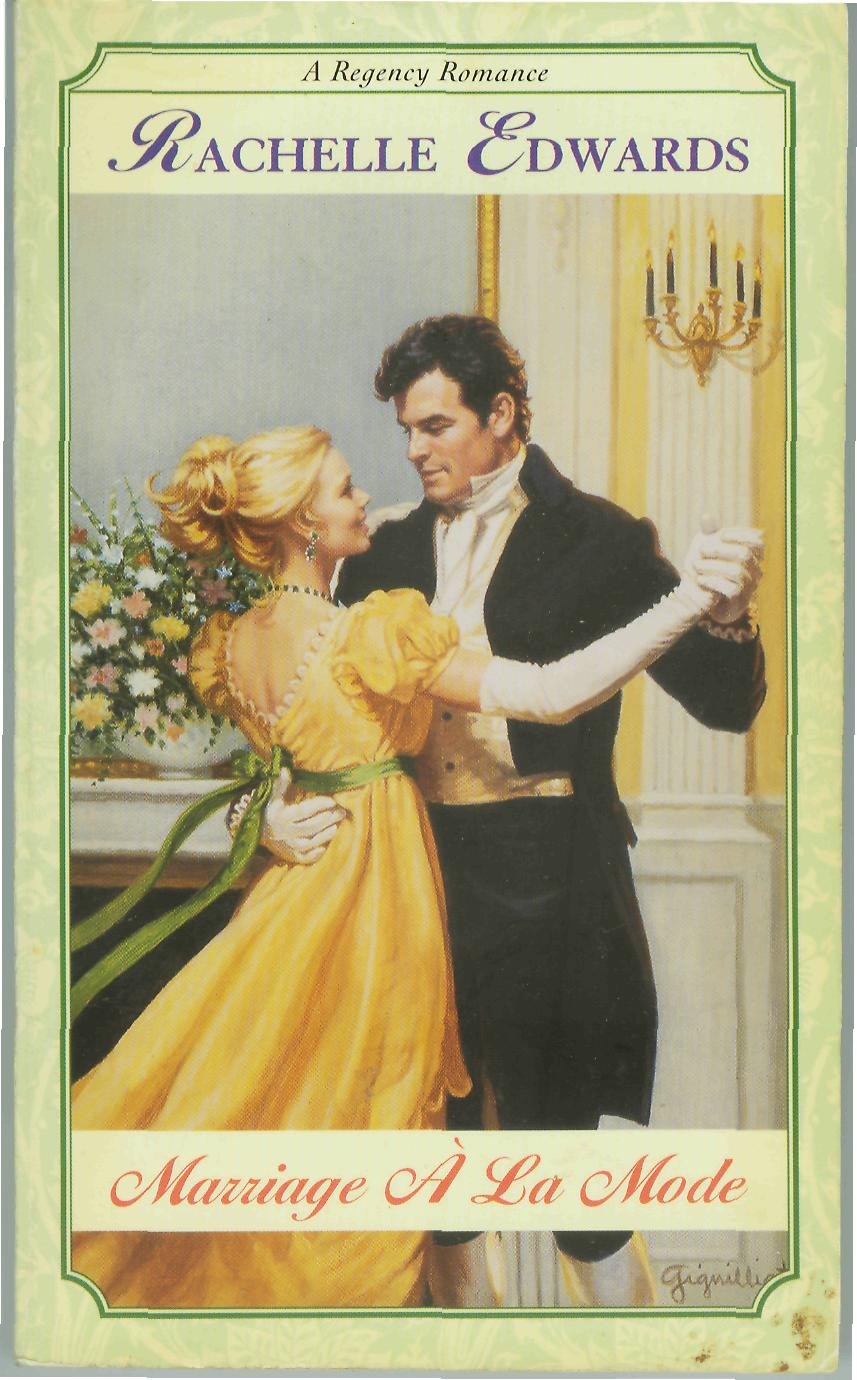 A Regency Romance
RACHELLE EDWARDS
Marriage À La Mode
Gignilliat